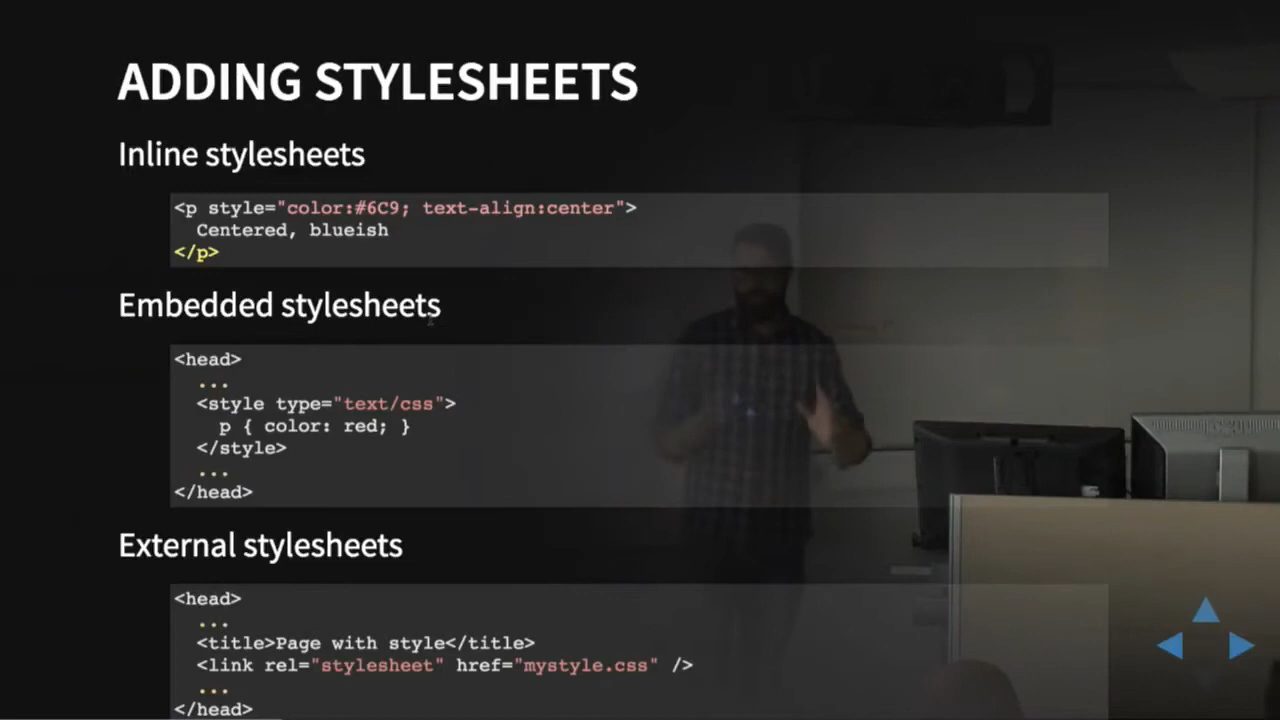 ADDING STYLESHEETS
Inline stylesheets
<p style="color:#6C9; text-align:center">
  Centered, blueish
</p>
Embedded stylesheets
<head>
  ...
  <style type="text/css">
    p { color: red; }
  </style>
  ...
</head>
External stylesheets
<head>
  ...
  <title>Page with style</title>
  <link rel="stylesheet" href="mystyle.css" />
  ...
</head>